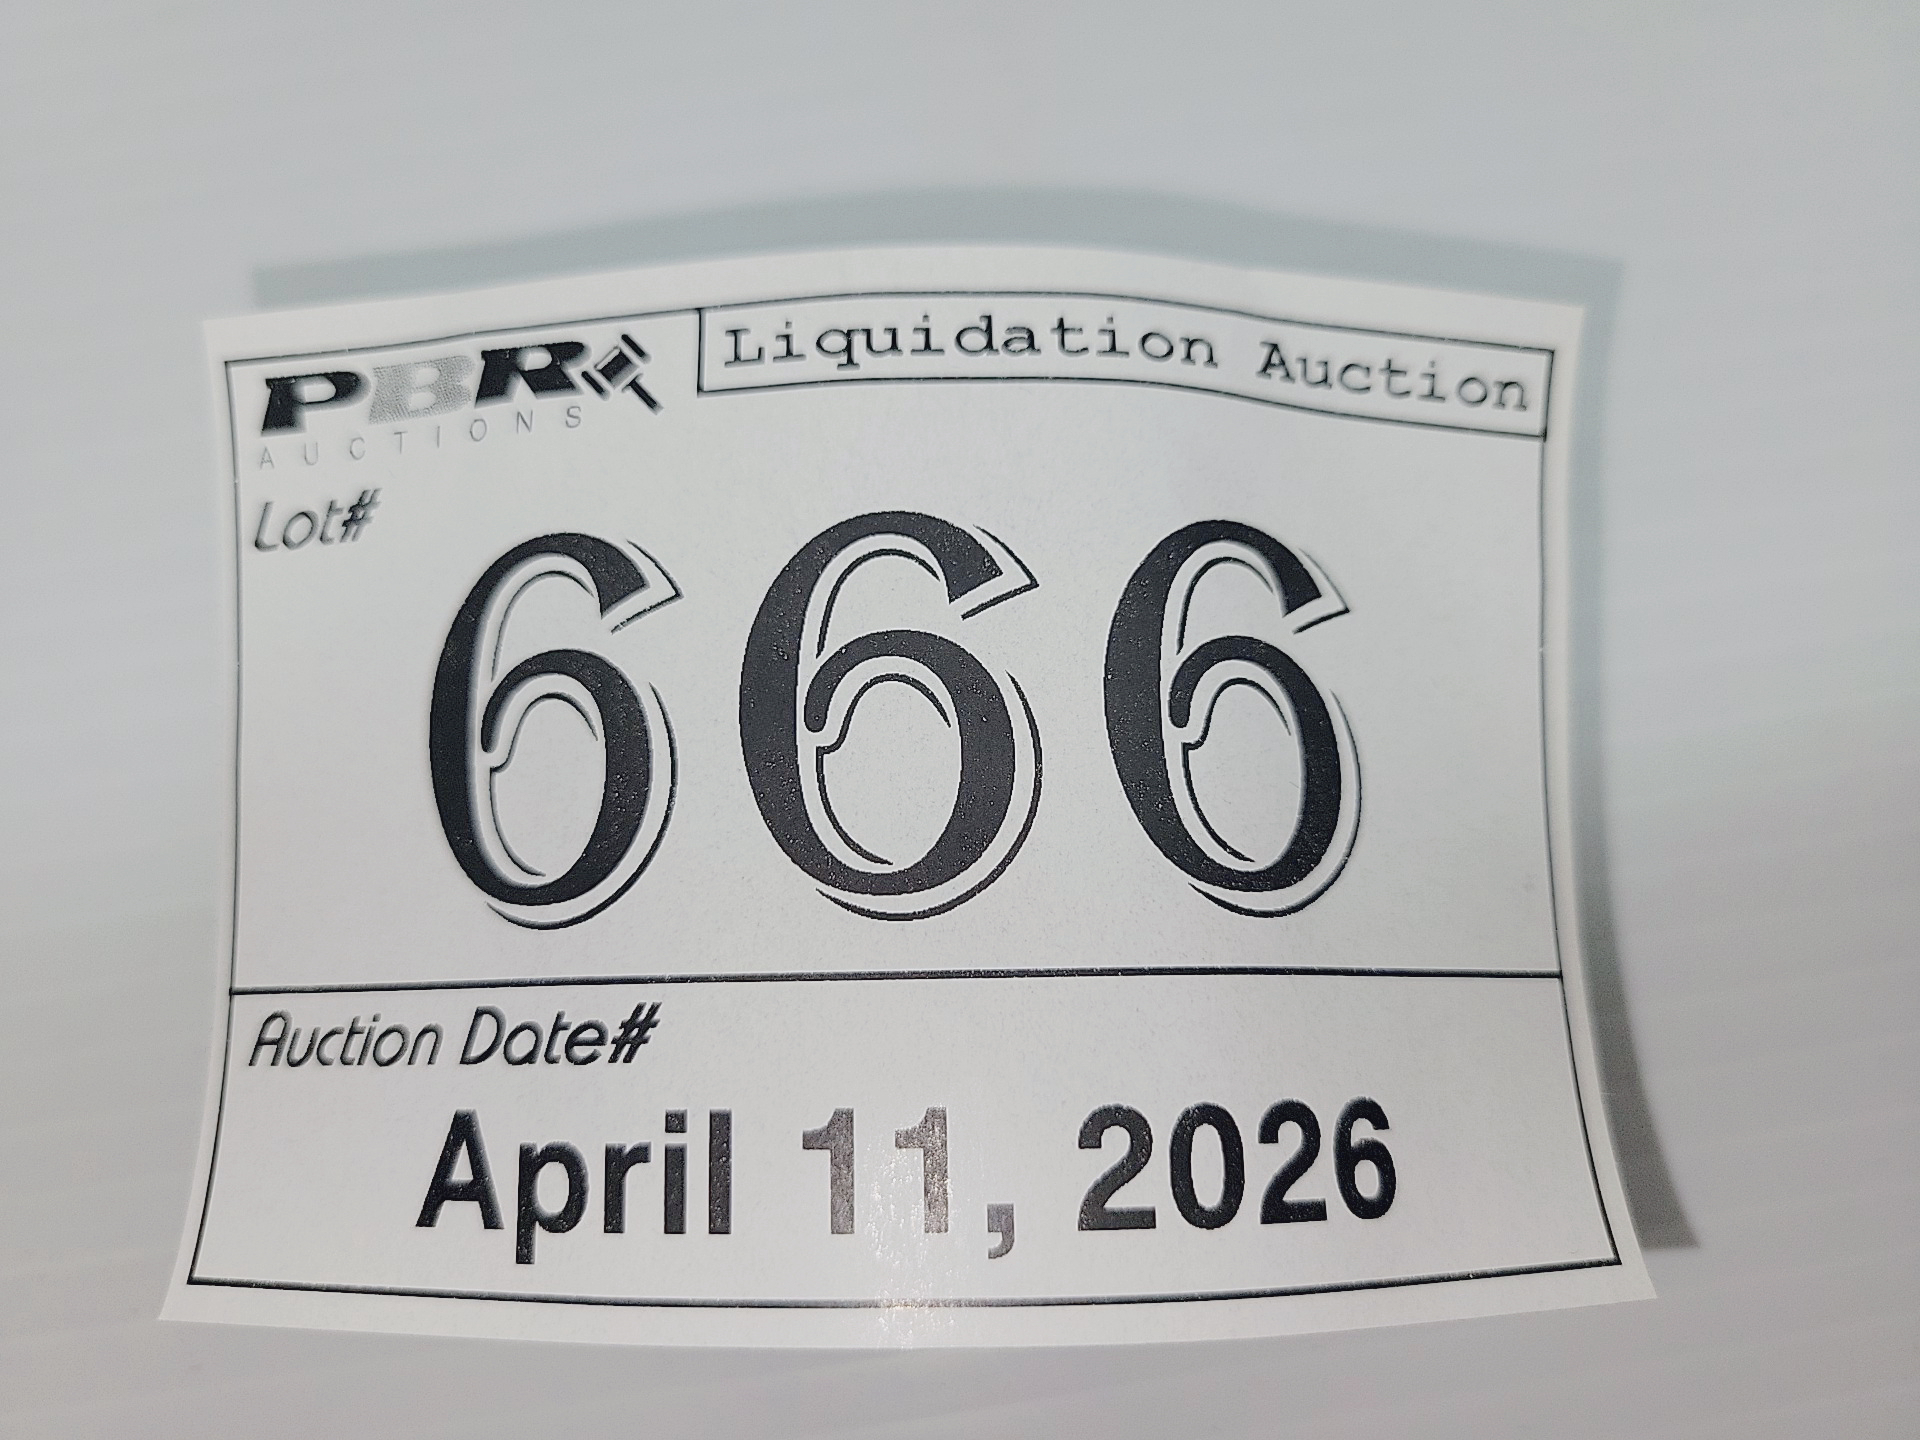 PBR
AUCTIONS
Liquidation Auction
Lot#
666
Auction Date#
April 11, 2026